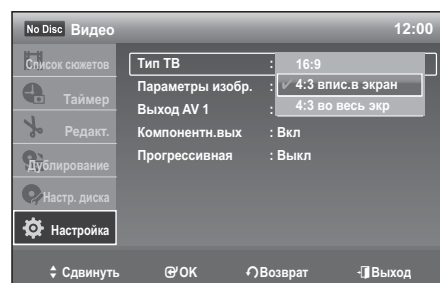 No Disc Видео 12:00
Список сюжетов
Таймер
Редакт.
Дублирование
Настр. диска
Настройка
Тип ТВ : 16:9
Параметры изобр. : ✓ 4:3 впис.в экран
Выход AV 1 : 4:3 во весь экр
Компонентн.вых : Вкл
Прогрессивная : Выкл
Сдвинуть OK Возврат Выход